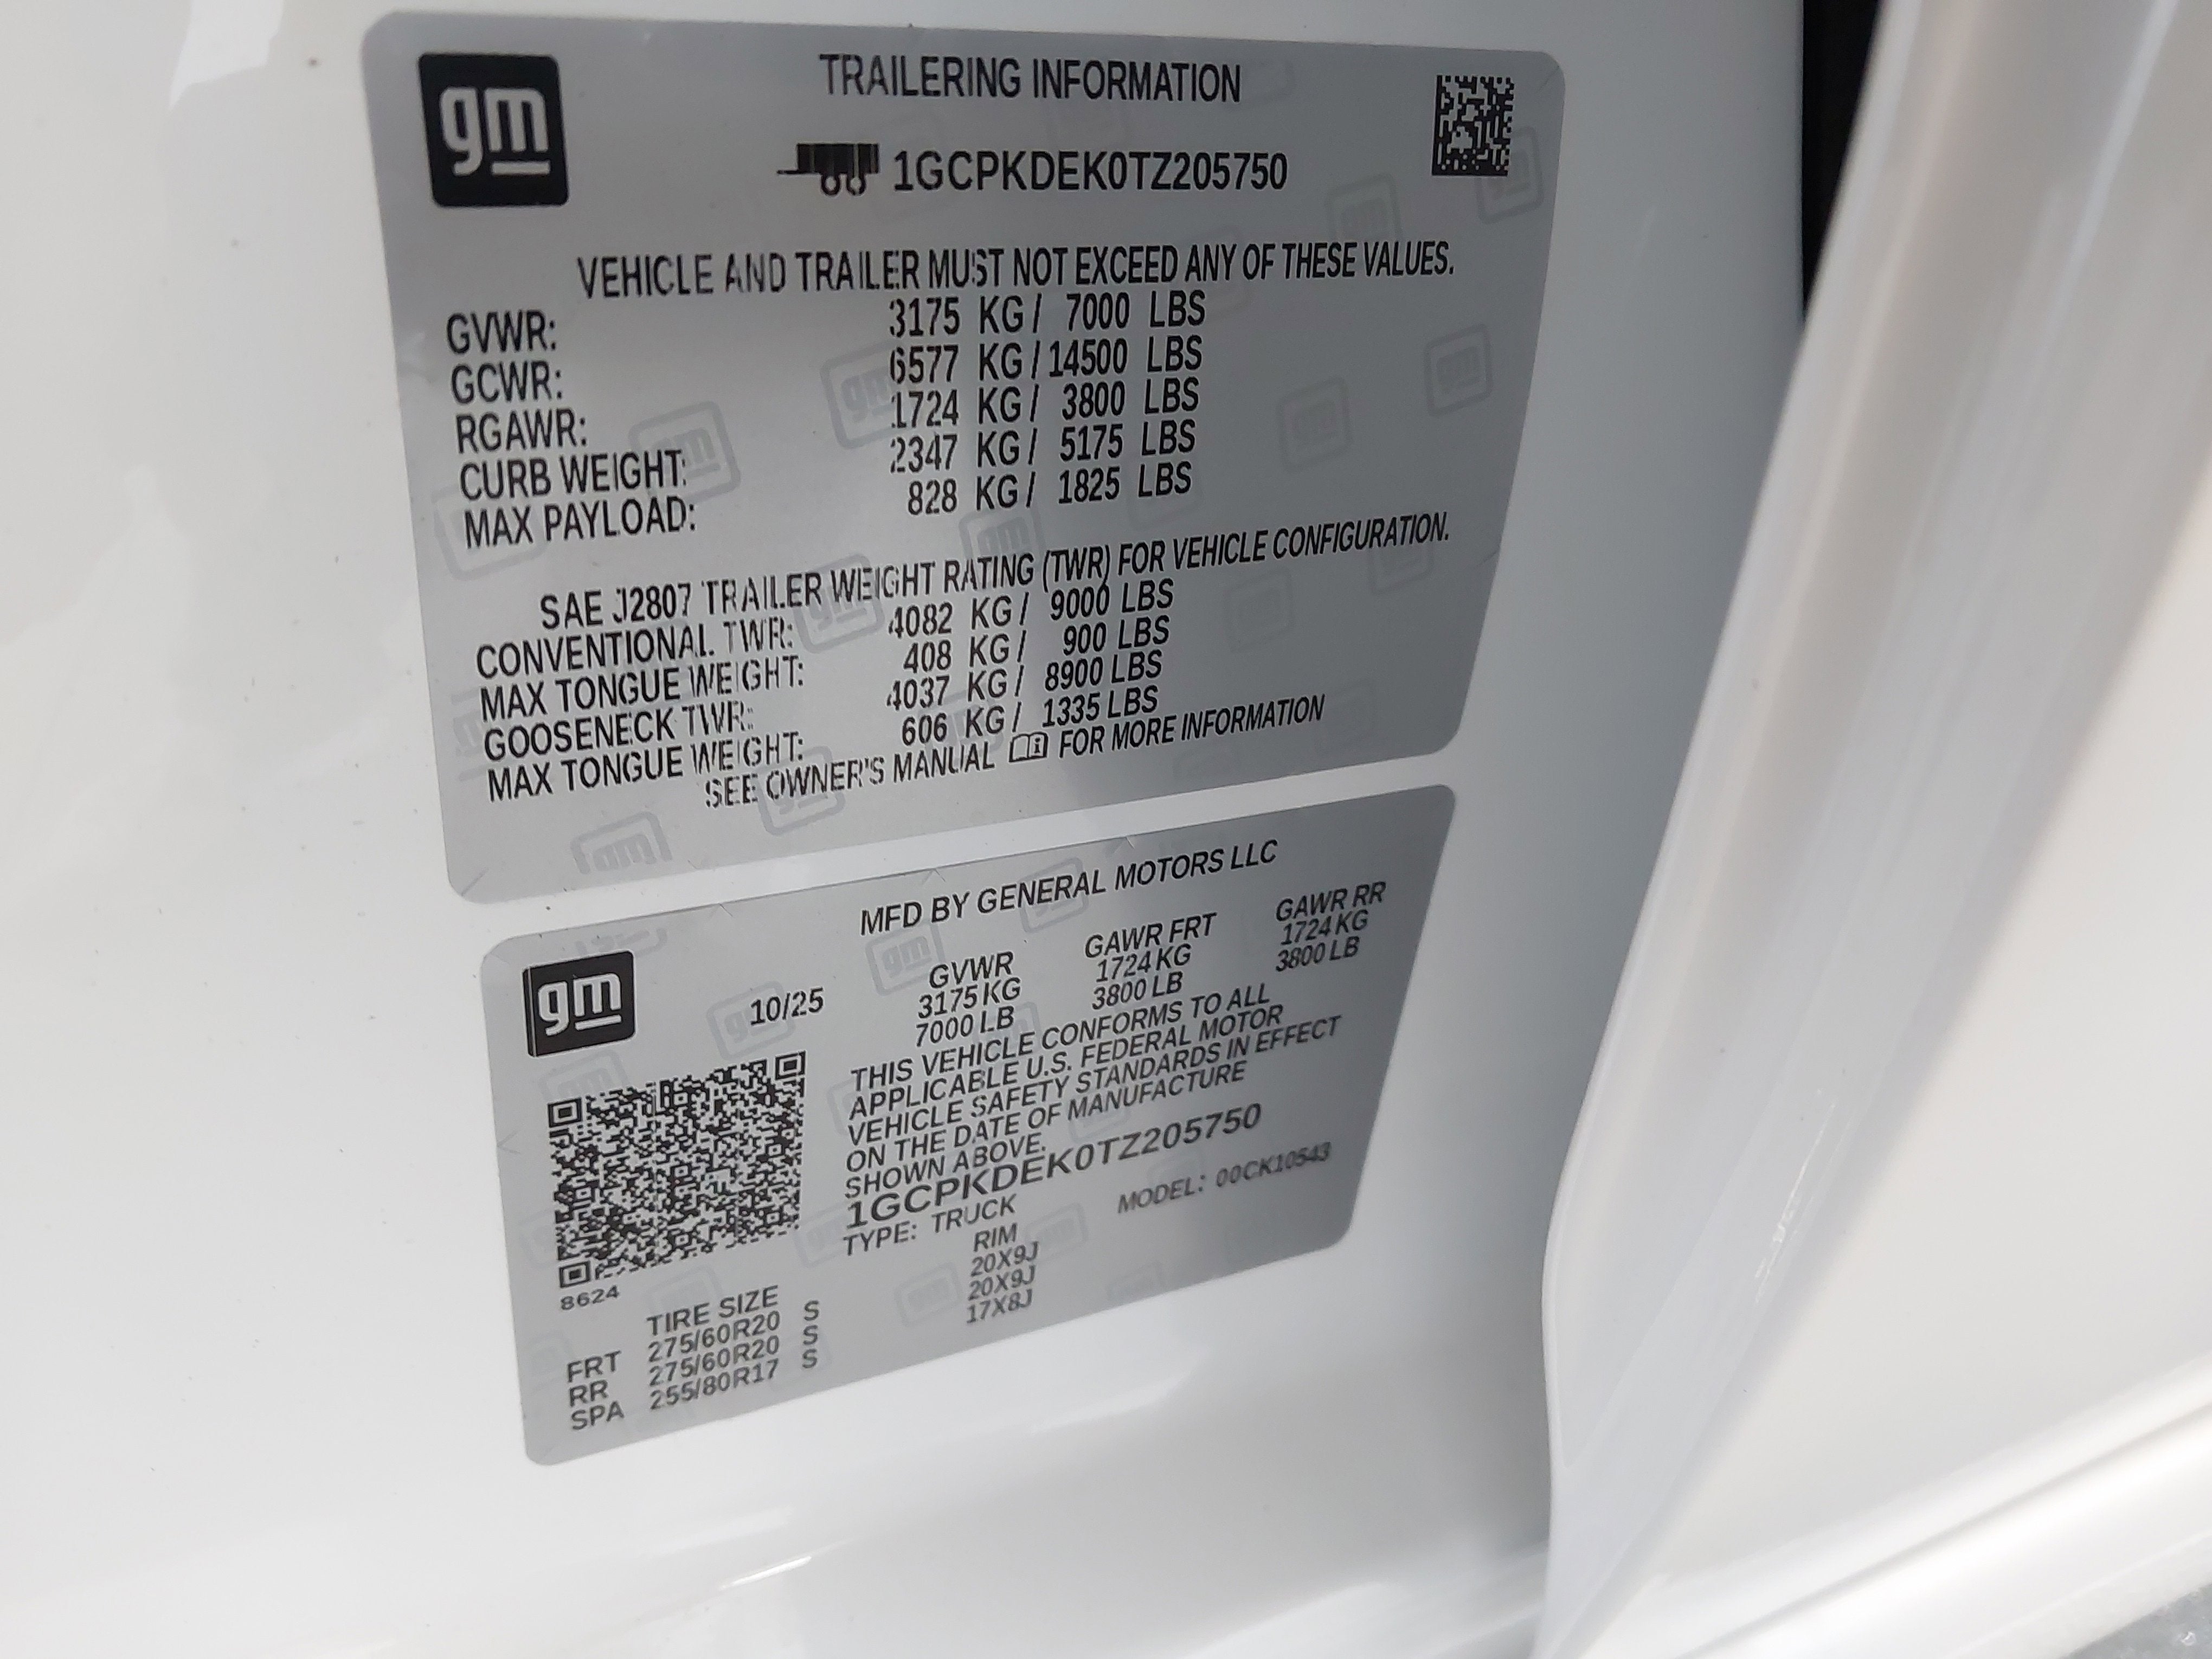 gm
TRAILERING INFORMATION
1GCPKDEK0TZ205750
VEHICLE AND TRAILER MUST NOT EXCEED ANY OF THESE VALUES.
GVWR: 3175 KG / 7000 LBS
GCWR: 6577 KG / 14500 LBS
RGAWR: 1724 KG / 3800 LBS
CURB WEIGHT: 2347 KG / 5175 LBS
MAX PAYLOAD: 828 KG / 1825 LBS
SAE J2807 TRAILER WEIGHT RATING (TWR) FOR VEHICLE CONFIGURATION.
CONVENTIONAL TWR: 4082 KG / 9000 LBS
MAX TONGUE WEIGHT: 408 KG / 900 LBS
GOOSENECK TWR: 4037 KG / 8900 LBS
MAX TONGUE WEIGHT: 606 KG / 1335 LBS
SEE OWNER'S MANUAL FOR MORE INFORMATION
MFD BY GENERAL MOTORS LLC
gm
10/25
GVWR GAWR FRT GAWR RR
3175 KG 1724 KG 1724 KG
7000 LB 3800 LB 3800 LB
THIS VEHICLE CONFORMS TO ALL
APPLICABLE U.S. FEDERAL MOTOR
VEHICLE SAFETY STANDARDS IN EFFECT
ON THE DATE OF MANUFACTURE
SHOWN ABOVE.
1GCPKDEK0TZ205750
TYPE: TRUCK MODEL: 00CK10543
8624
TIRE SIZE RIM
FRT 275/60R20 S 20X9J
RR 275/60R20 S 20X9J
SPA 255/80R17 S 17X8J